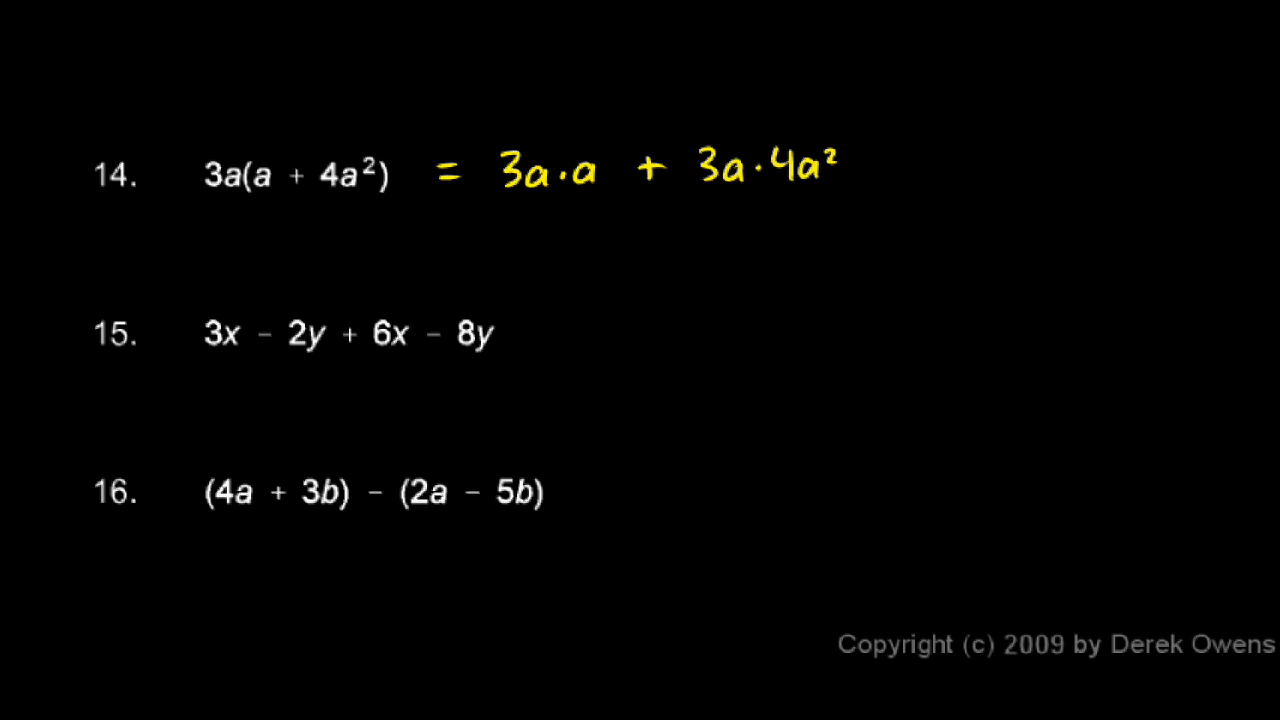 14. 3a(a + 4a²) = 3a·a + 3a·4a²
15. 3x − 2y + 6x − 8y
16. (4a + 3b) − (2a − 5b)
Copyright (c) 2009 by Derek Owens